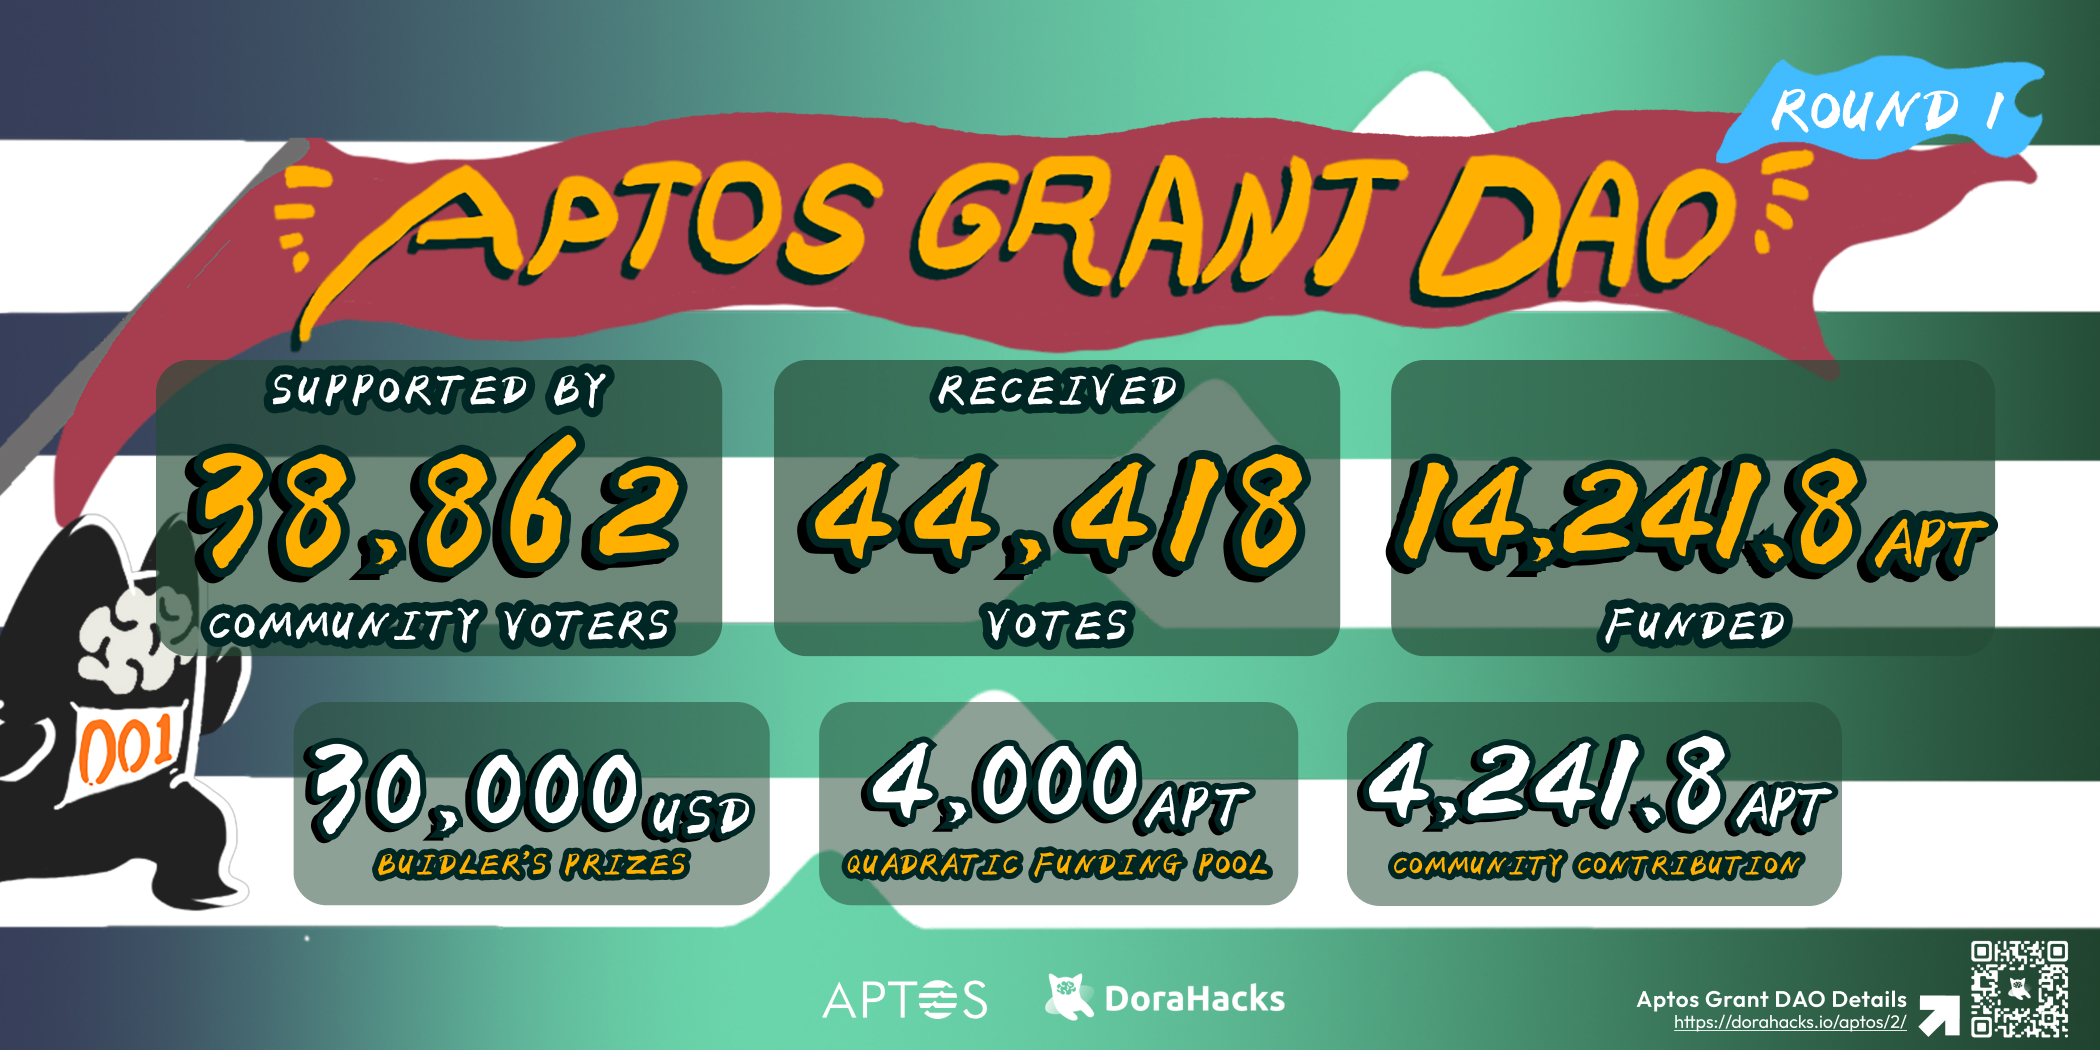 ROUND 1
APTOS GRANT DAO
SUPPORTED BY
38,862
COMMUNITY VOTERS
RECEIVED
44,418
VOTES
14,241.8 APT
FUNDED
001
30,000 USD
BUIDLER'S PRIZES
4,000 APT
QUADRATIC FUNDING POOL
4,241.8 APT
COMMUNITY CONTRIBUTION
APTOS
DoraHacks
Aptos Grant DAO Details
https://dorahacks.io/aptos/2/